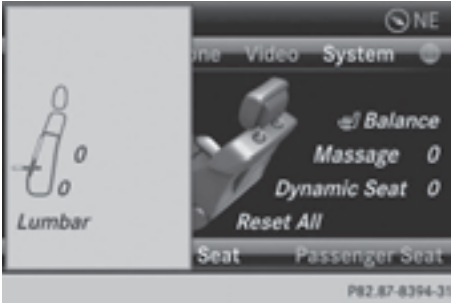 NE
Video System
0
0
Lumbar
Balance
Massage 0
Dynamic Seat 0
Reset All
Seat Passenger Seat
P82.87-8394-31